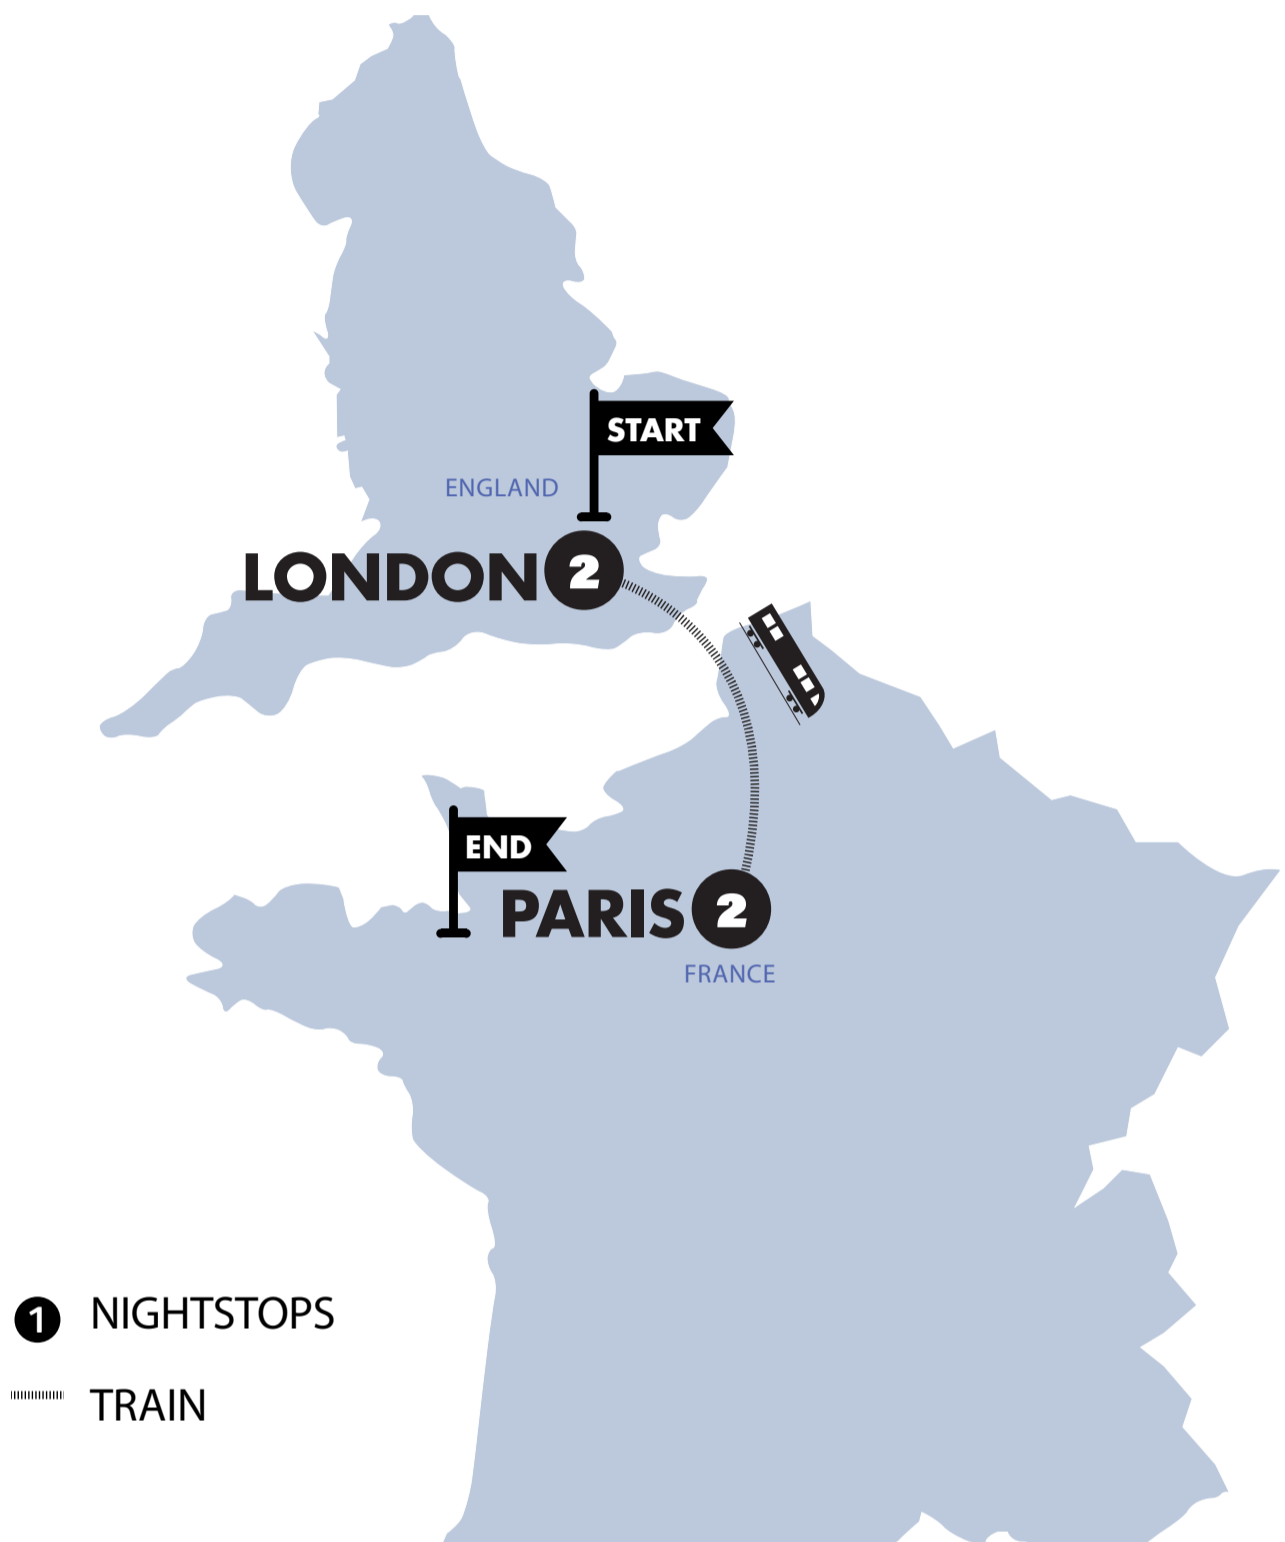 START
ENGLAND
LONDON 2
END
PARIS 2
FRANCE
1 NIGHTSTOPS
TRAIN